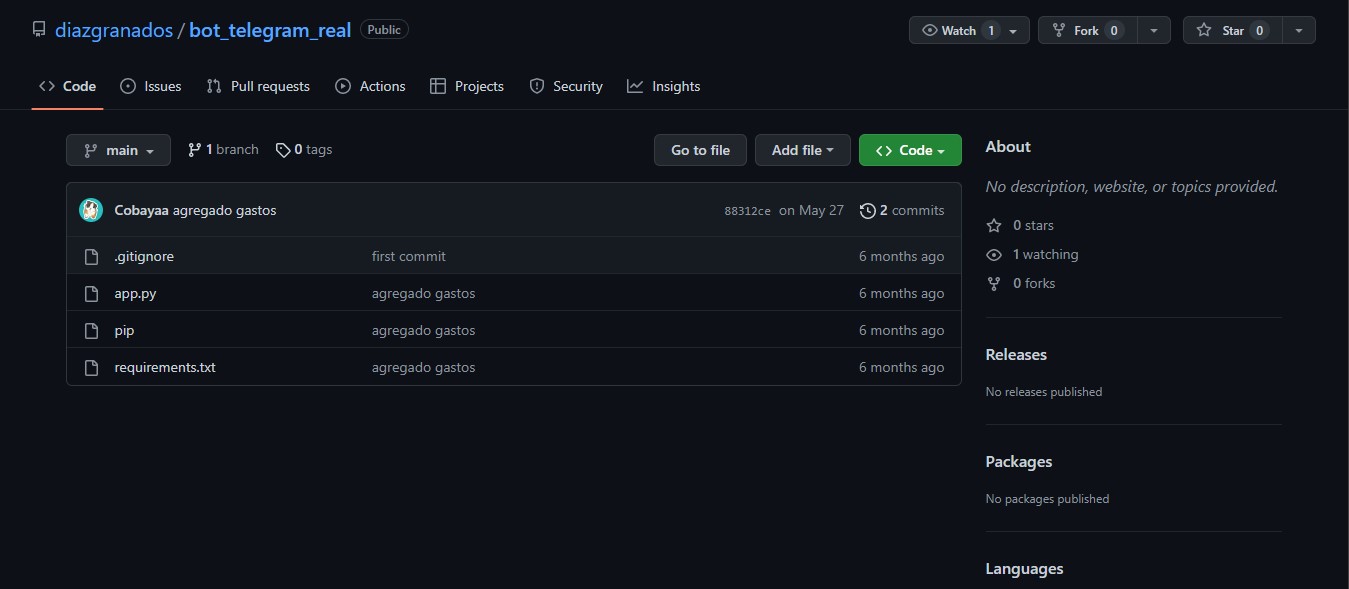 diazgranados / bot_telegram_real Public Watch 1 Fork 0 Star 0
Code Issues Pull requests Actions Projects Security Insights
main 1 branch 0 tags Go to file Add file Code
Cobayaa agregado gastos 88312ce on May 27 2 commits
.gitignore first commit 6 months ago
app.py agregado gastos 6 months ago
pip agregado gastos 6 months ago
requirements.txt agregado gastos 6 months ago
About
No description, website, or topics provided.
0 stars
1 watching
0 forks
Releases
No releases published
Packages
No packages published
Languages